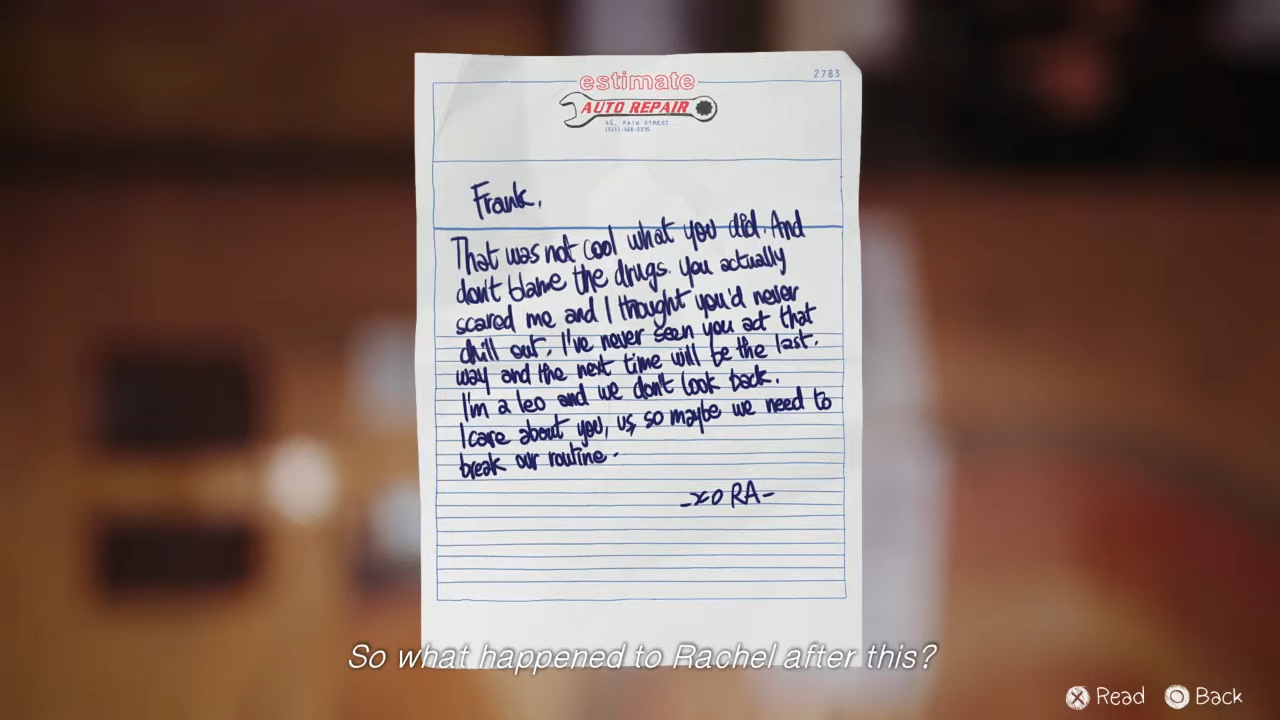 2783
estimate
AUTO REPAIR
Frank,
That was not cool what you did. And
don't blame the drugs. You actually
scared me and I thought you'd never
chill out. I've never seen you act that
way and the next time will be the last.
I'm a leo and we don't look back.
I care about you, us, so maybe we need to
break our routine.
-xo RA-
So what happened to Rachel after this?
Read Back